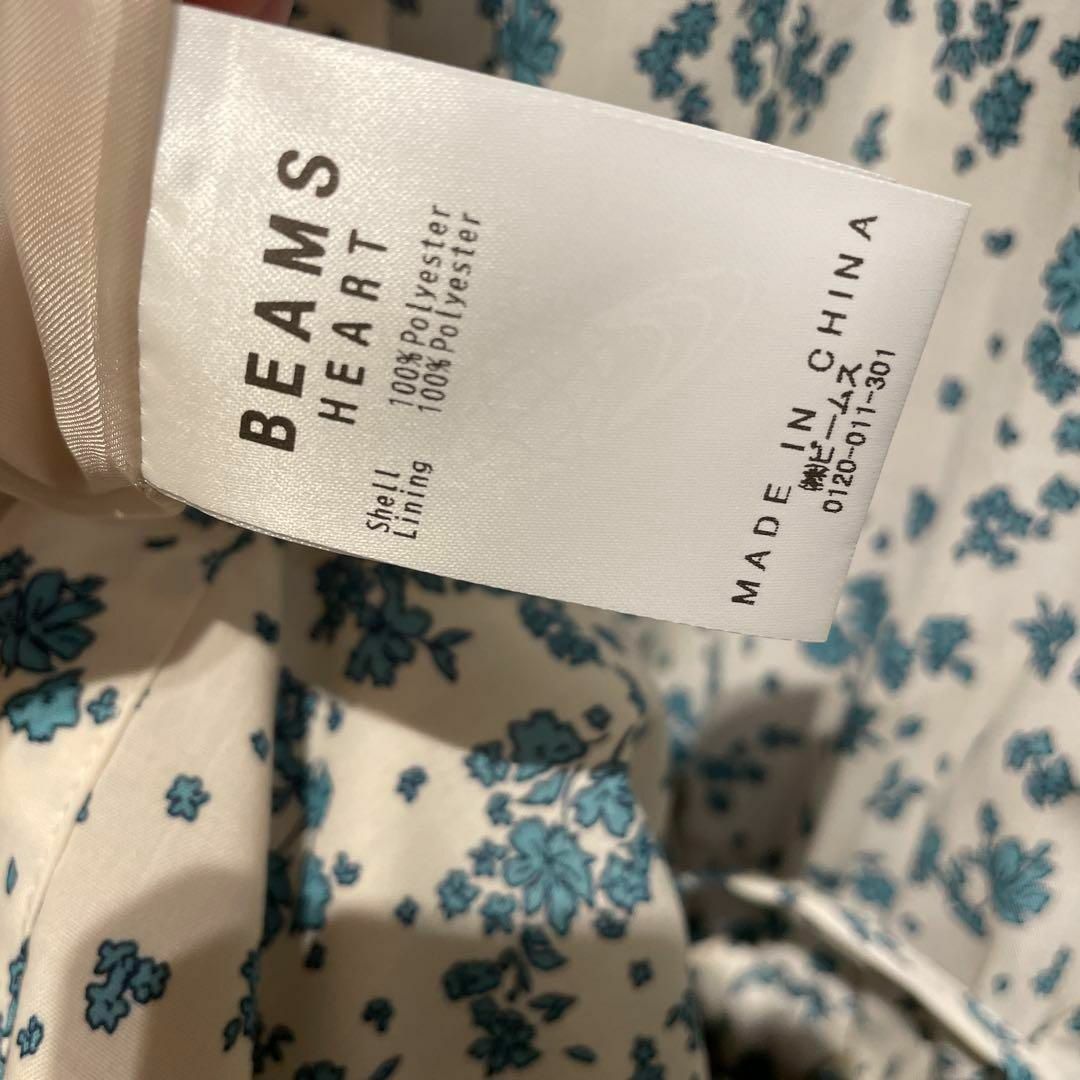 BEAMS
HEART
Shell 100%Polyester
Lining 100%Polyester
MADE IN CHINA
㈱ビームス
0120-011-301